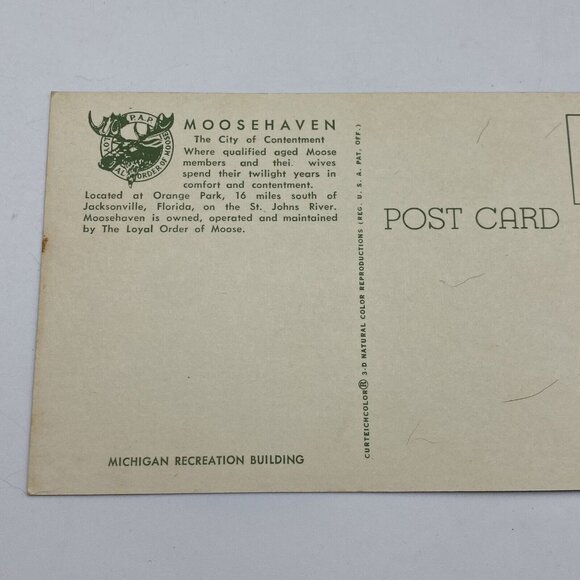 P.A.P.
LOYAL ORDER OF MOOSE
MOOSEHAVEN
The City of Contentment
Where qualified aged Moose
members and thei. wives
spend their twilight years in
comfort and contentment.
Located at Orange Park, 16 miles south of
Jacksonville, Florida, on the St. Johns River.
Moosehaven is owned, operated and maintained
by The Loyal Order of Moose.
MICHIGAN RECREATION BUILDING
CURTEICHCOLOR® 3-D NATURAL COLOR REPRODUCTIONS (REG. U. S. A. PAT. OFF.)
POST CARD